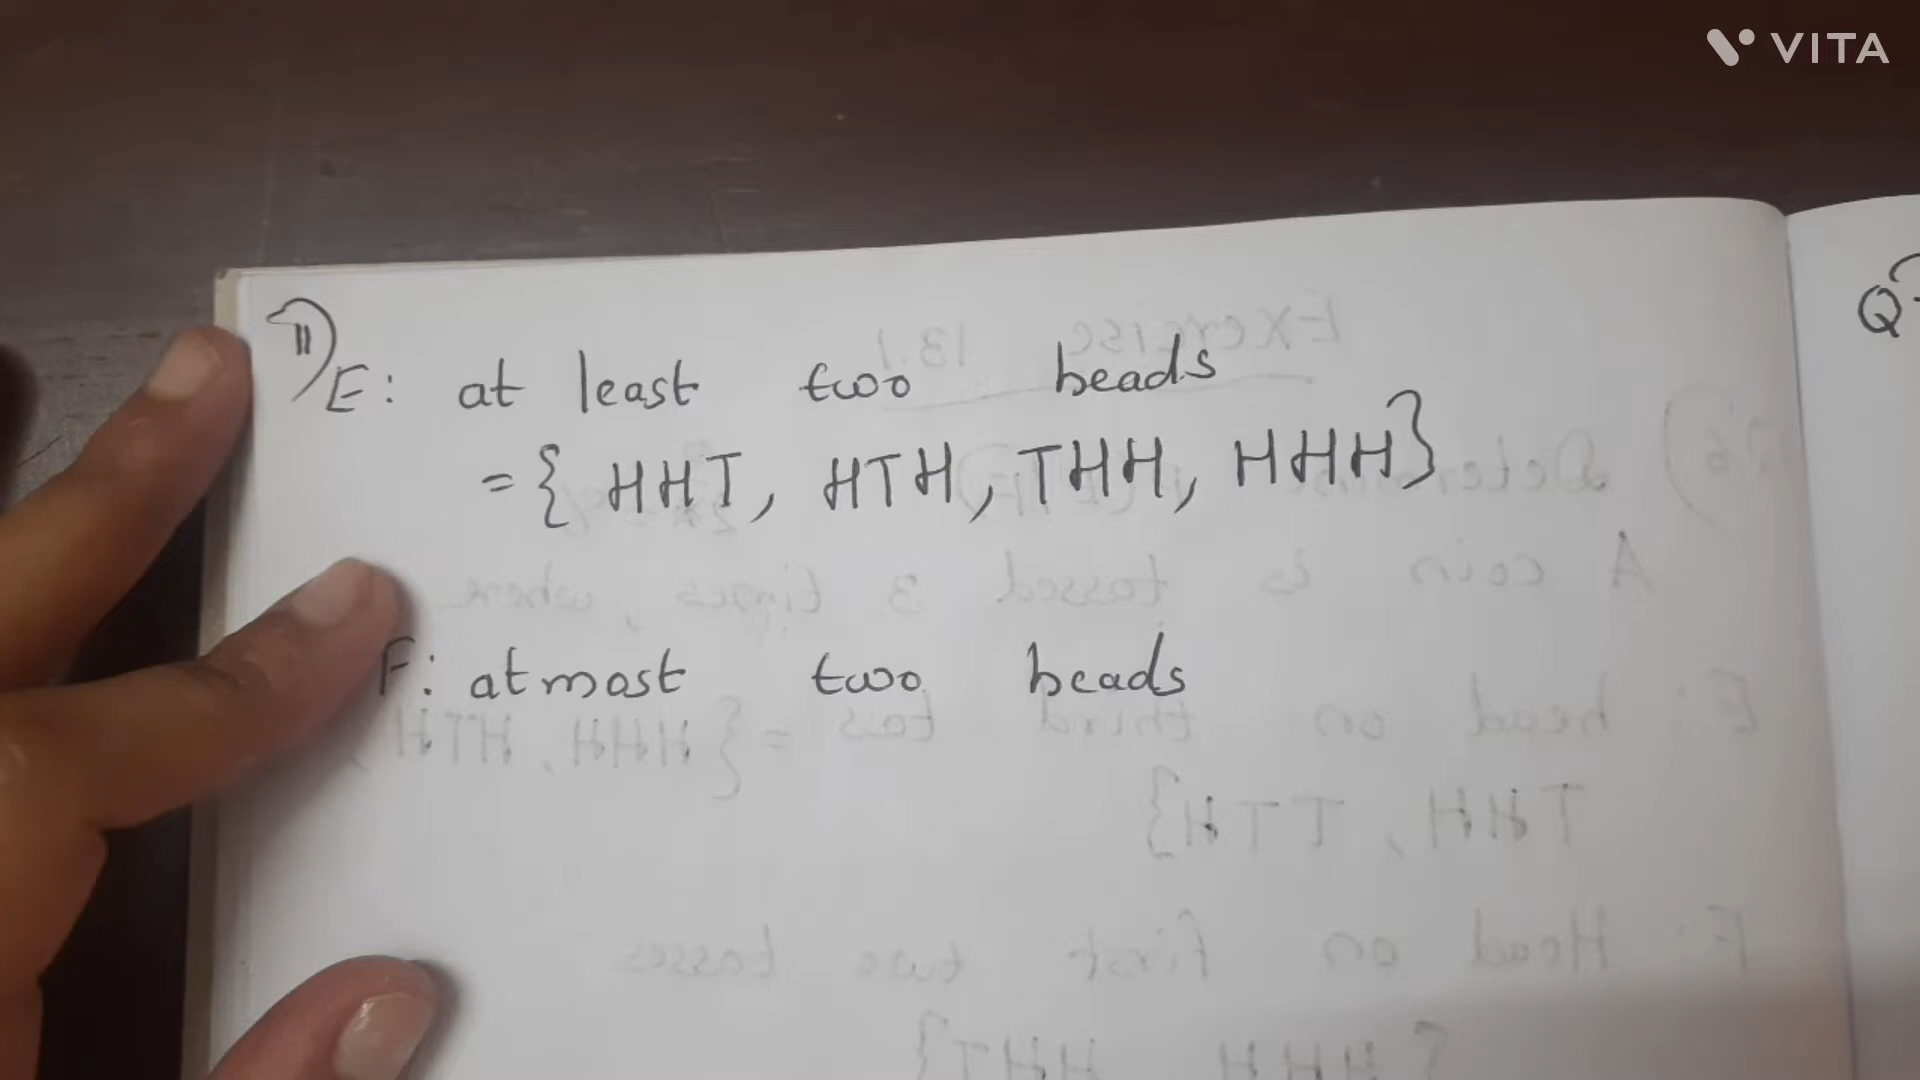 VITA
ii)
E: at least two heads
= { HHT, HTH, THH, HHH}
F: atmost two heads
Q